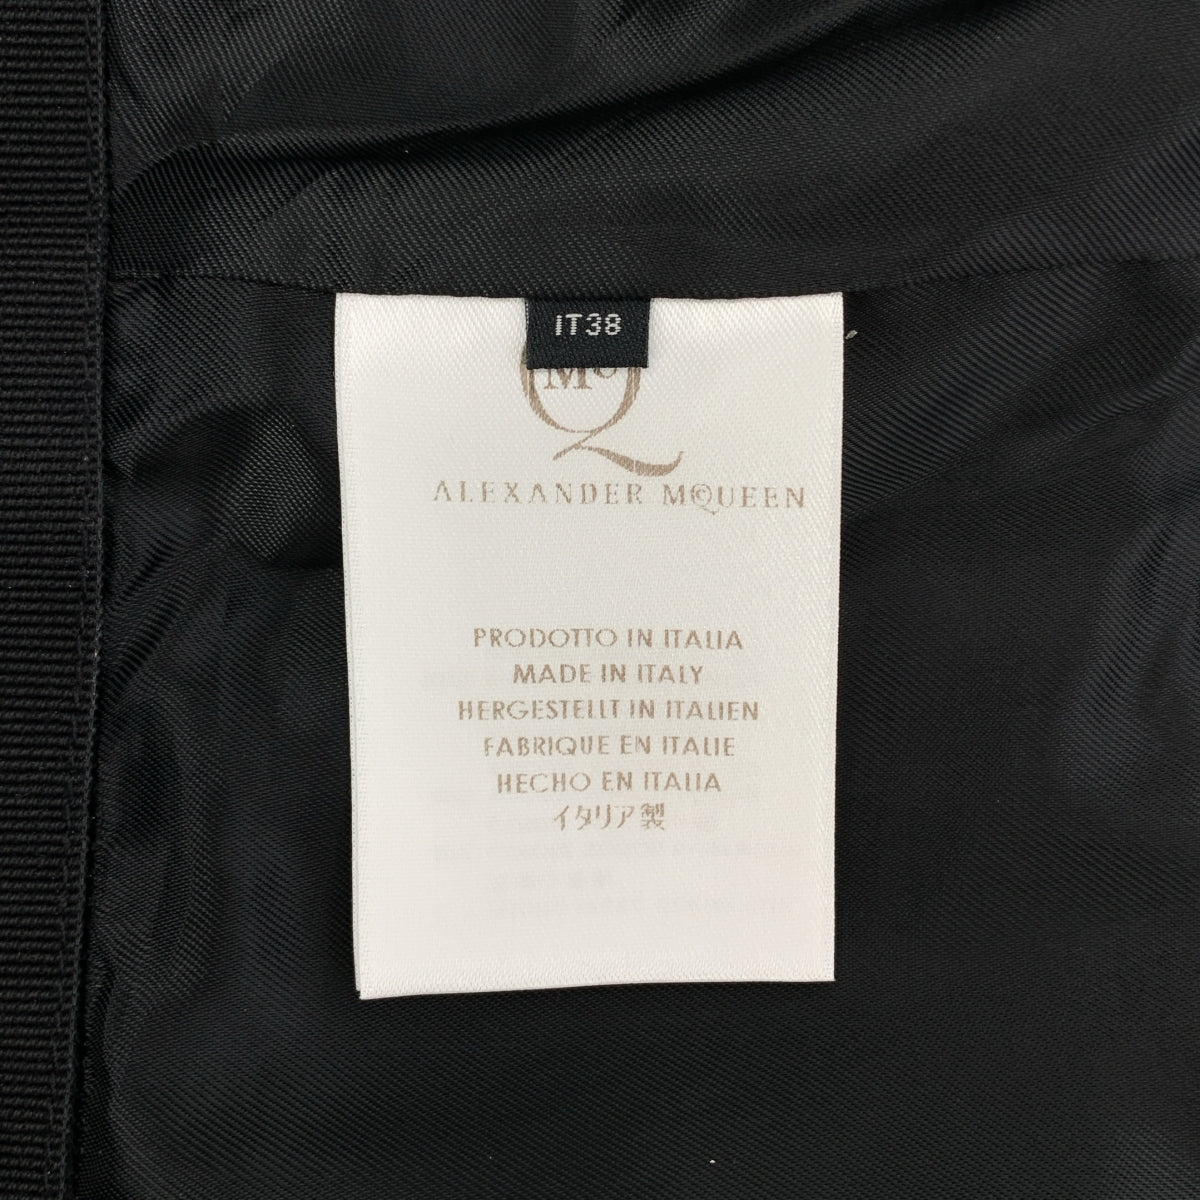 IT38
McQ
ALEXANDER McQUEEN
PRODOTTO IN ITALIA
MADE IN ITALY
HERGESTELLT IN ITALIEN
FABRIQUE EN ITALIE
HECHO EN ITALIA
イタリア製